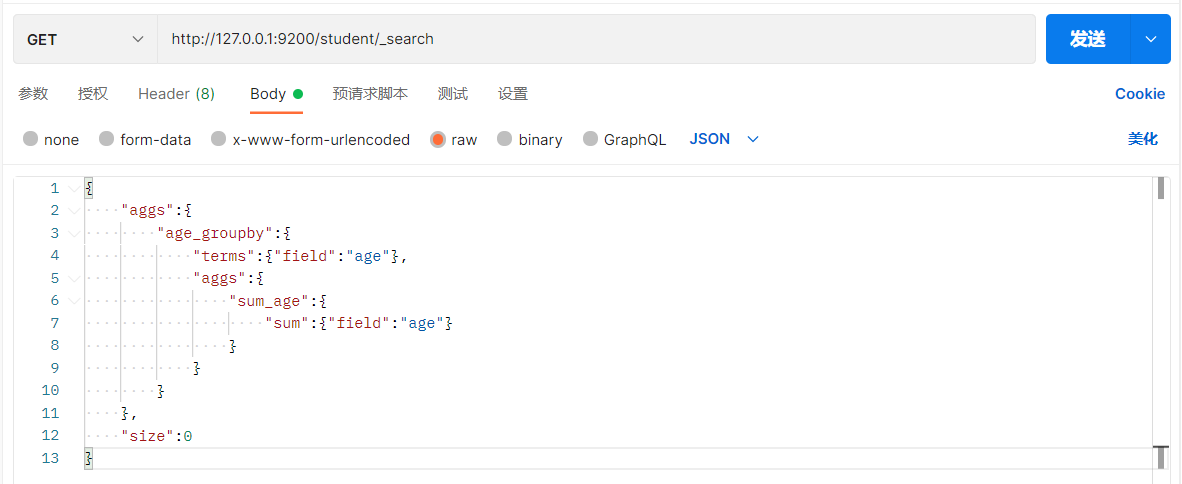 GET http://127.0.0.1:9200/student/_search 发送
参数 授权 Header (8) Body 预请求脚本 测试 设置 Cookie
none form-data x-www-form-urlencoded raw binary GraphQL JSON 美化
1 {
2 "aggs":{
3 "age_groupby":{
4 "terms":{"field":"age"},
5 "aggs":{
6 "sum_age":{
7 "sum":{"field":"age"}
8 }
9 }
10 }
11 },
12 "size":0
13 }